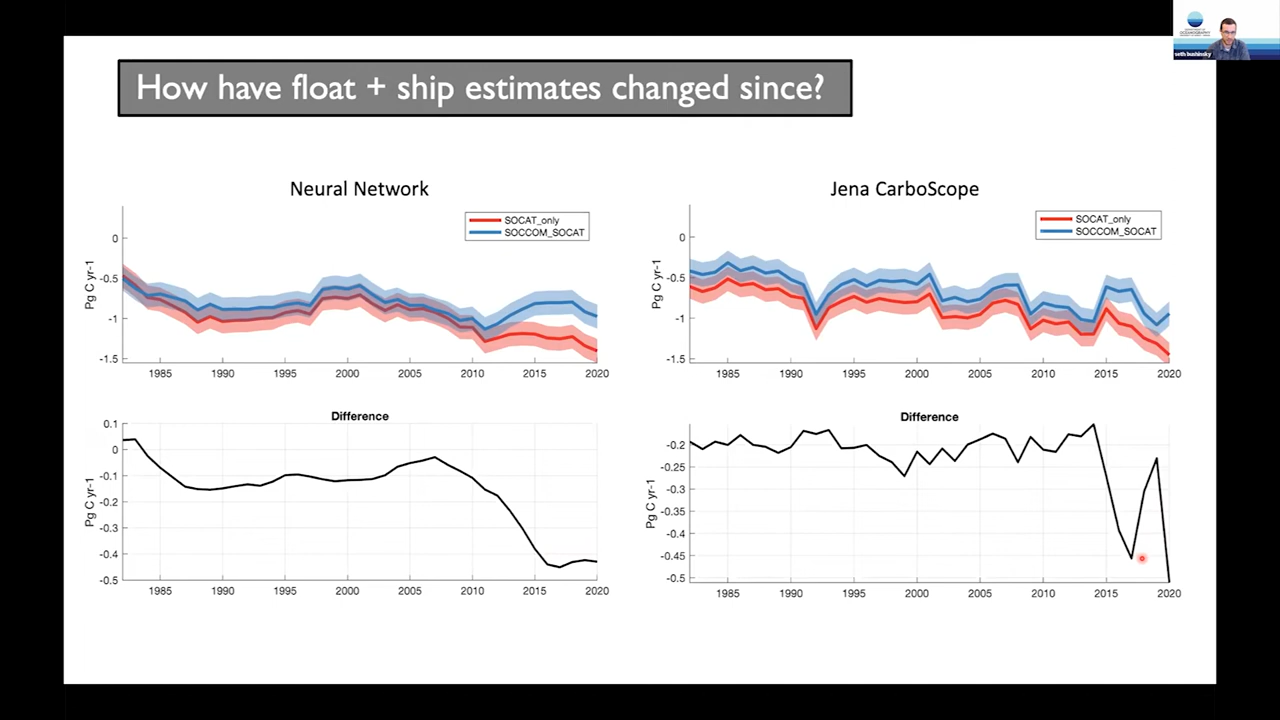 How have float + ship estimates changed since?
seth bushinsky
Neural Network
SOCAT_only
SOCCOM_SOCAT
Pg C yr-1
0
-0.5
-1
-1.5
1985 1990 1995 2000 2005 2010 2015 2020
Jena CarboScope
SOCAT_only
SOCCOM_SOCAT
Pg C yr-1
0
-0.5
-1
-1.5
1985 1990 1995 2000 2005 2010 2015 2020
Difference
Pg C yr-1
0.1
0
-0.1
-0.2
-0.3
-0.4
-0.5
1985 1990 1995 2000 2005 2010 2015 2020
Difference
Pg C yr-1
-0.2
-0.25
-0.3
-0.35
-0.4
-0.45
-0.5
1985 1990 1995 2000 2005 2010 2015 2020